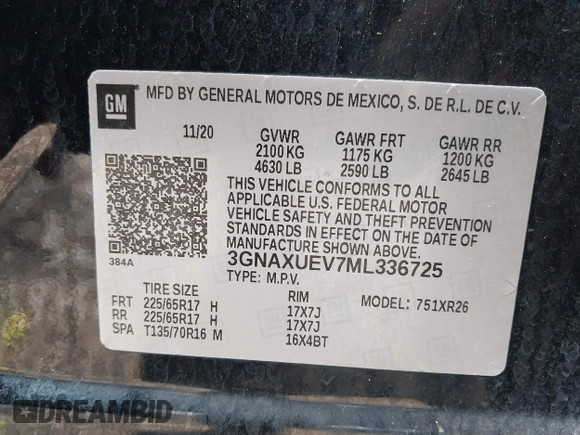 GM
MFD BY GENERAL MOTORS DE MEXICO, S. DE R.L. DE C.V.
11/20 GVWR GAWR FRT GAWR RR
2100 KG 1175 KG 1200 KG
4630 LB 2590 LB 2645 LB
THIS VEHICLE CONFORMS TO ALL
APPLICABLE U.S. FEDERAL MOTOR
VEHICLE SAFETY AND THEFT PREVENTION
STANDARDS IN EFFECT ON THE DATE OF
MANUFACTURE SHOWN ABOVE.
384A
3GNAXUEV7ML336725
TYPE: M.P.V.
TIRE SIZE RIM MODEL: 751XR26
FRT 225/65R17 H 17X7J
RR 225/65R17 H 17X7J
SPA T135/70R16 M 16X4BT
DREAMBID